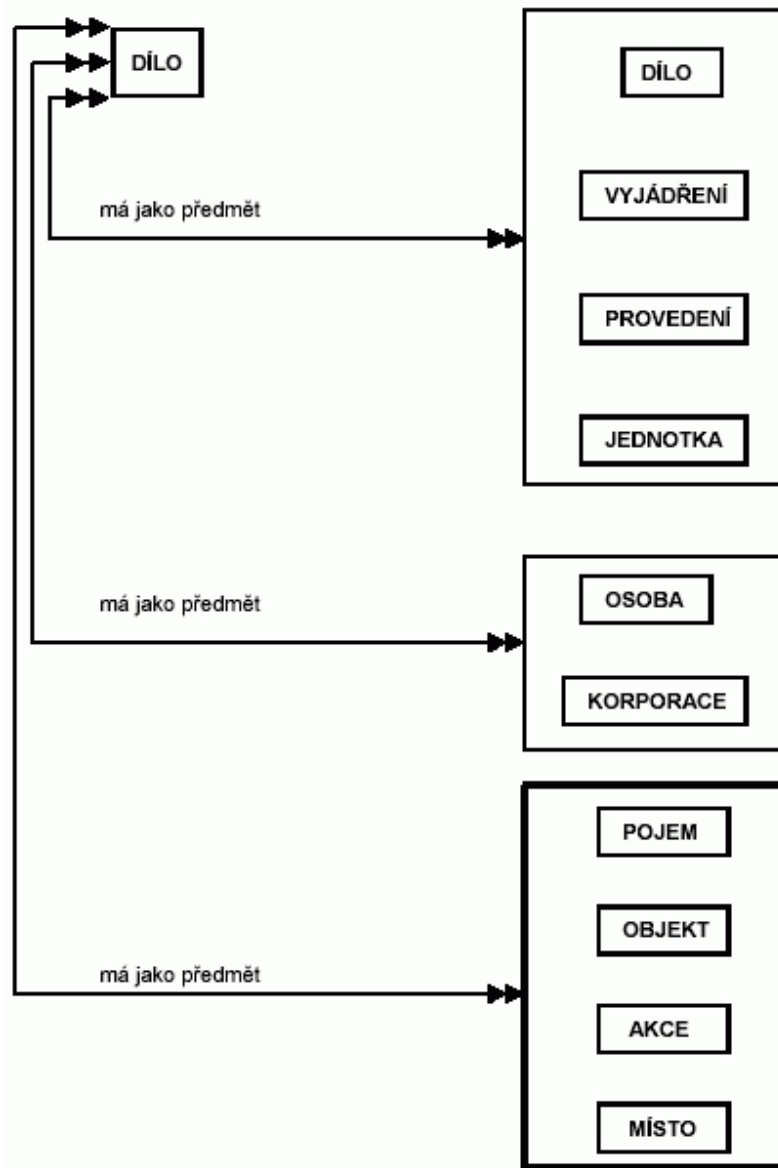 DÍLO
DÍLO
má jako předmět
VYJÁDŘENÍ
PROVEDENÍ
JEDNOTKA
má jako předmět
OSOBA
KORPORACE
má jako předmět
POJEM
OBJEKT
AKCE
MÍSTO